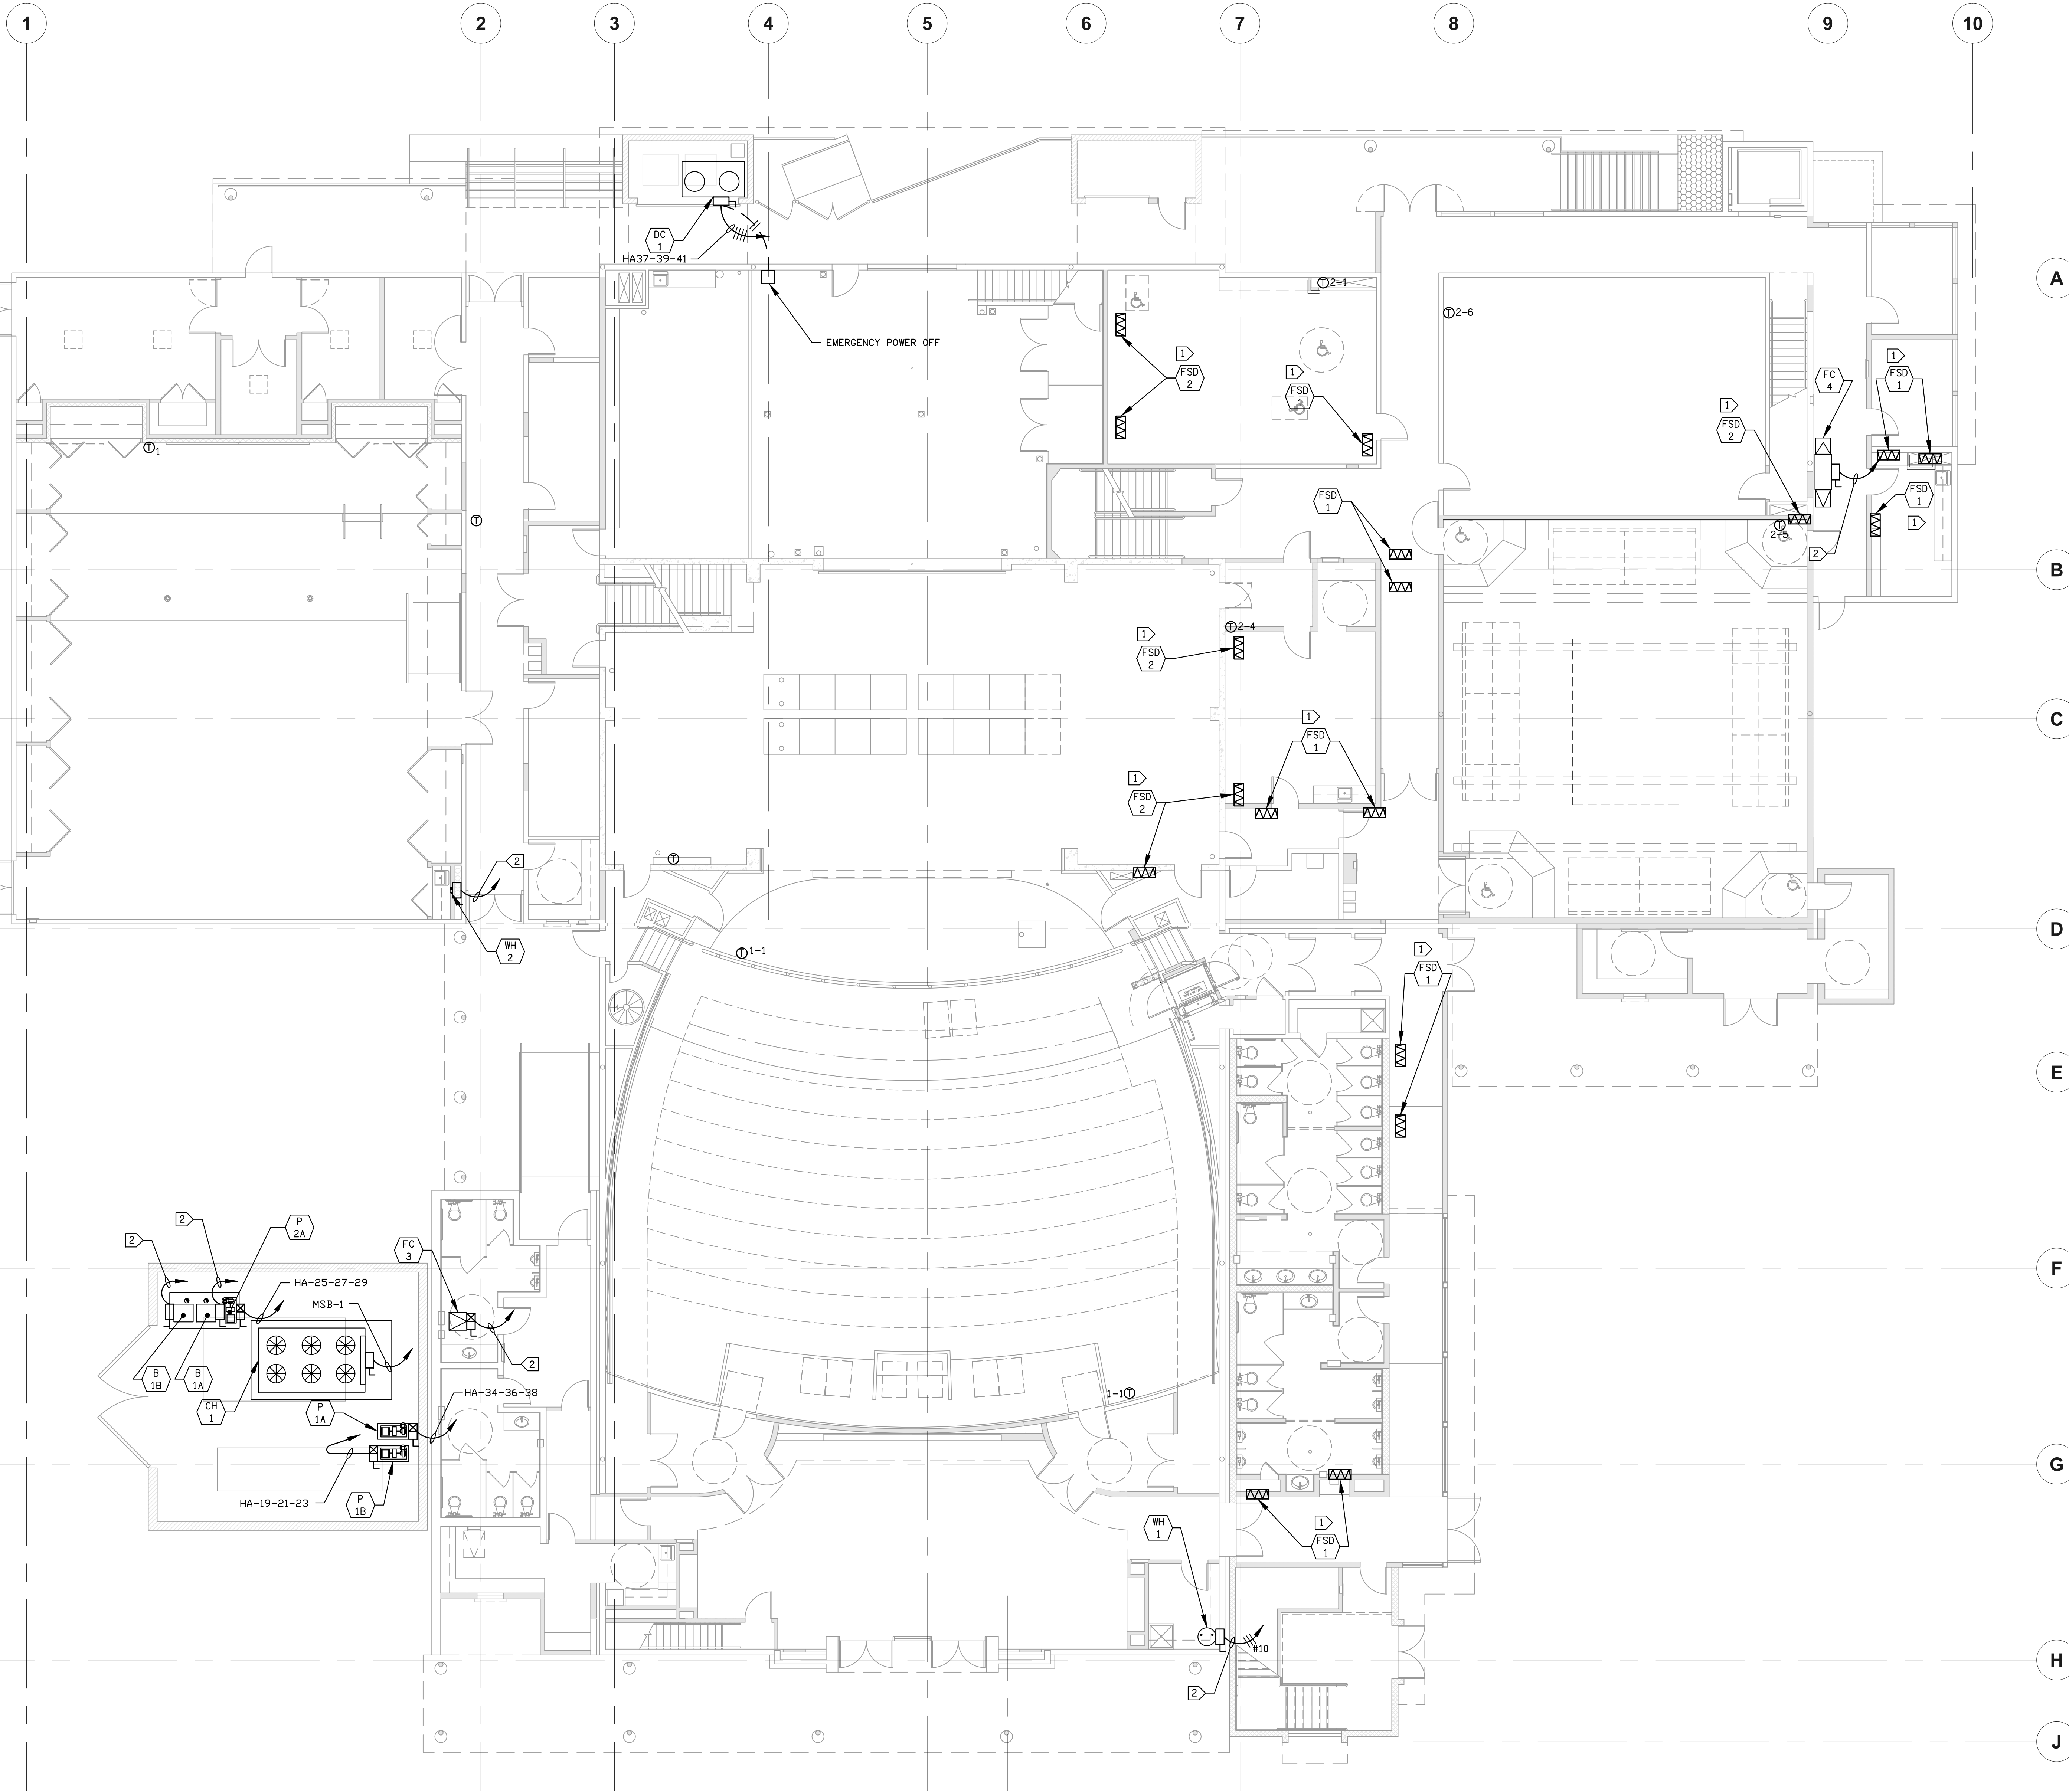 1 2 3 4 5 6 7 8 9 10
DC
1
HA37-39-41
A
T 2-1
T 2-6
EMERGENCY POWER OFF
1
FSD
2
1
FSD
1
FC
4
1
FSD
1
1
FSD
2
T 1
FSD
1
FSD
1
1
T
T
2-5
2
B
T 2-4
1
FSD
2
C
1
FSD
1
1
FSD
2
T
2
WH
2
D
T 1-1
1
FSD
1
E
2
2
P
2A
FC
3
F
HA-25-27-29
MSB-1
2
B
1B
B
1A
CH
1
P
1A
HA-34-36-38
1-1 T
G
HA-19-21-23
P
1B
WH
1
1
FSD
1
#10
H
2
J